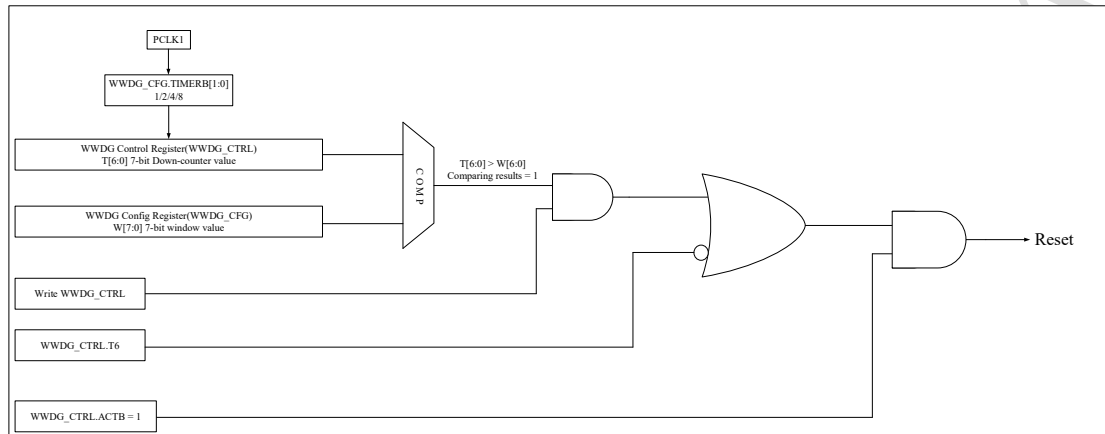 PCLK1
WWDG_CFG.TIMERB[1:0]
1/2/4/8
WWDG Control Register(WWDG_CTRL)
T[6:0] 7-bit Down-counter value
COMP
T[6:0] > W[6:0]
Comparing results = 1
WWDG Config Register(WWDG_CFG)
W[7:0] 7-bit window value
Reset
Write WWDG_CTRL
WWDG_CTRL.T6
WWDG_CTRL.ACTB = 1